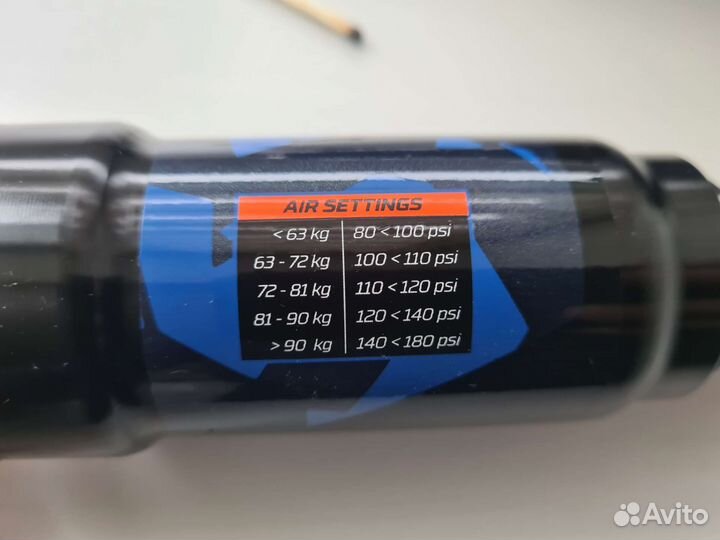 AIR SETTINGS
< 63 kg 80 < 100 psi
63 - 72 kg 100 < 110 psi
72 - 81 kg 110 < 120 psi
81 - 90 kg 120 < 140 psi
> 90 kg 140 < 180 psi
Avito